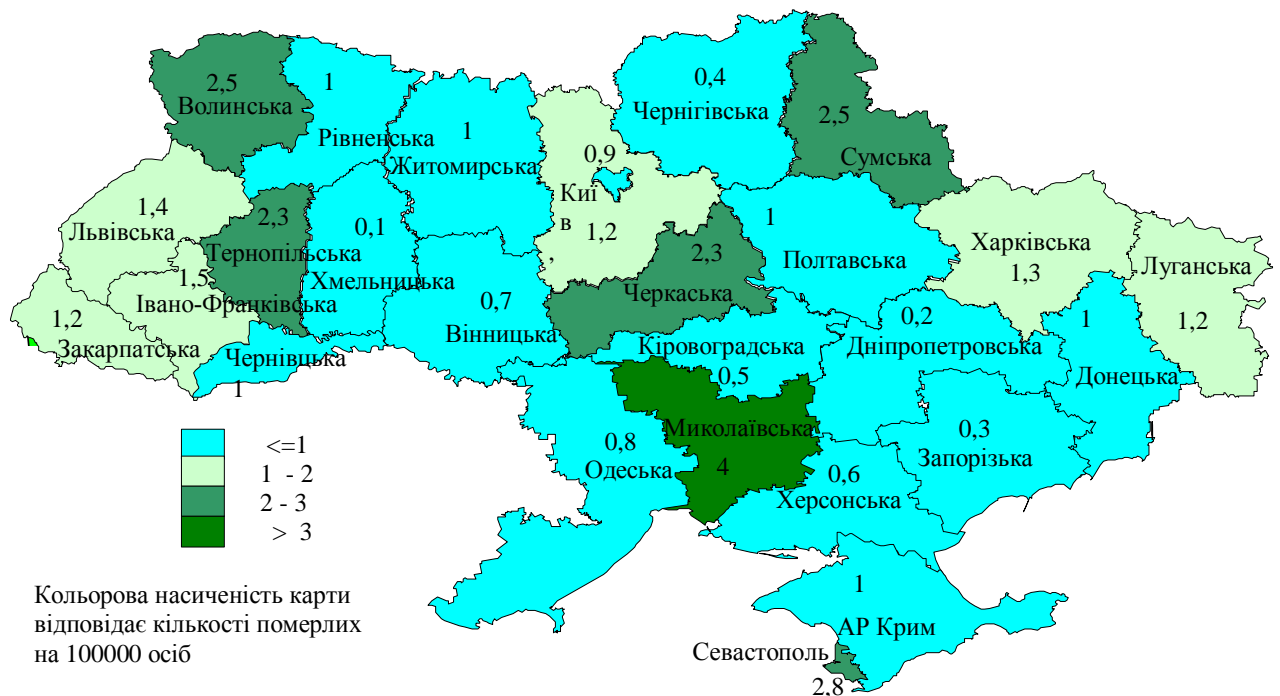 2,5
Волинська
1
Рівненська
1
Житомирська
0,9
Киї
в
1,2
,
0,4
Чернігівська
2,5
Сумська
1,4
Львівська
2,3
Тернопільська
0,1
Хмельницька
1,5
Івано-Франківська
1,2
Закарпатська
Чернівцька
1
0,7
Вінницька
2,3
Черкаська
1
Полтавська
Харківська
1,3
Луганська
1,2
Кіровоградська
0,5
0,2
Дніпропетровська
1
Донецька
1
Миколаївська
4
0,8
Одеська
0,6
Херсонська
0,3
Запорізька
1
АР Крим
Севастополь
2,8
<=1
1 - 2
2 - 3
> 3
Кольорова насиченість карти
відповідає кількості померлих
на 100000 осіб